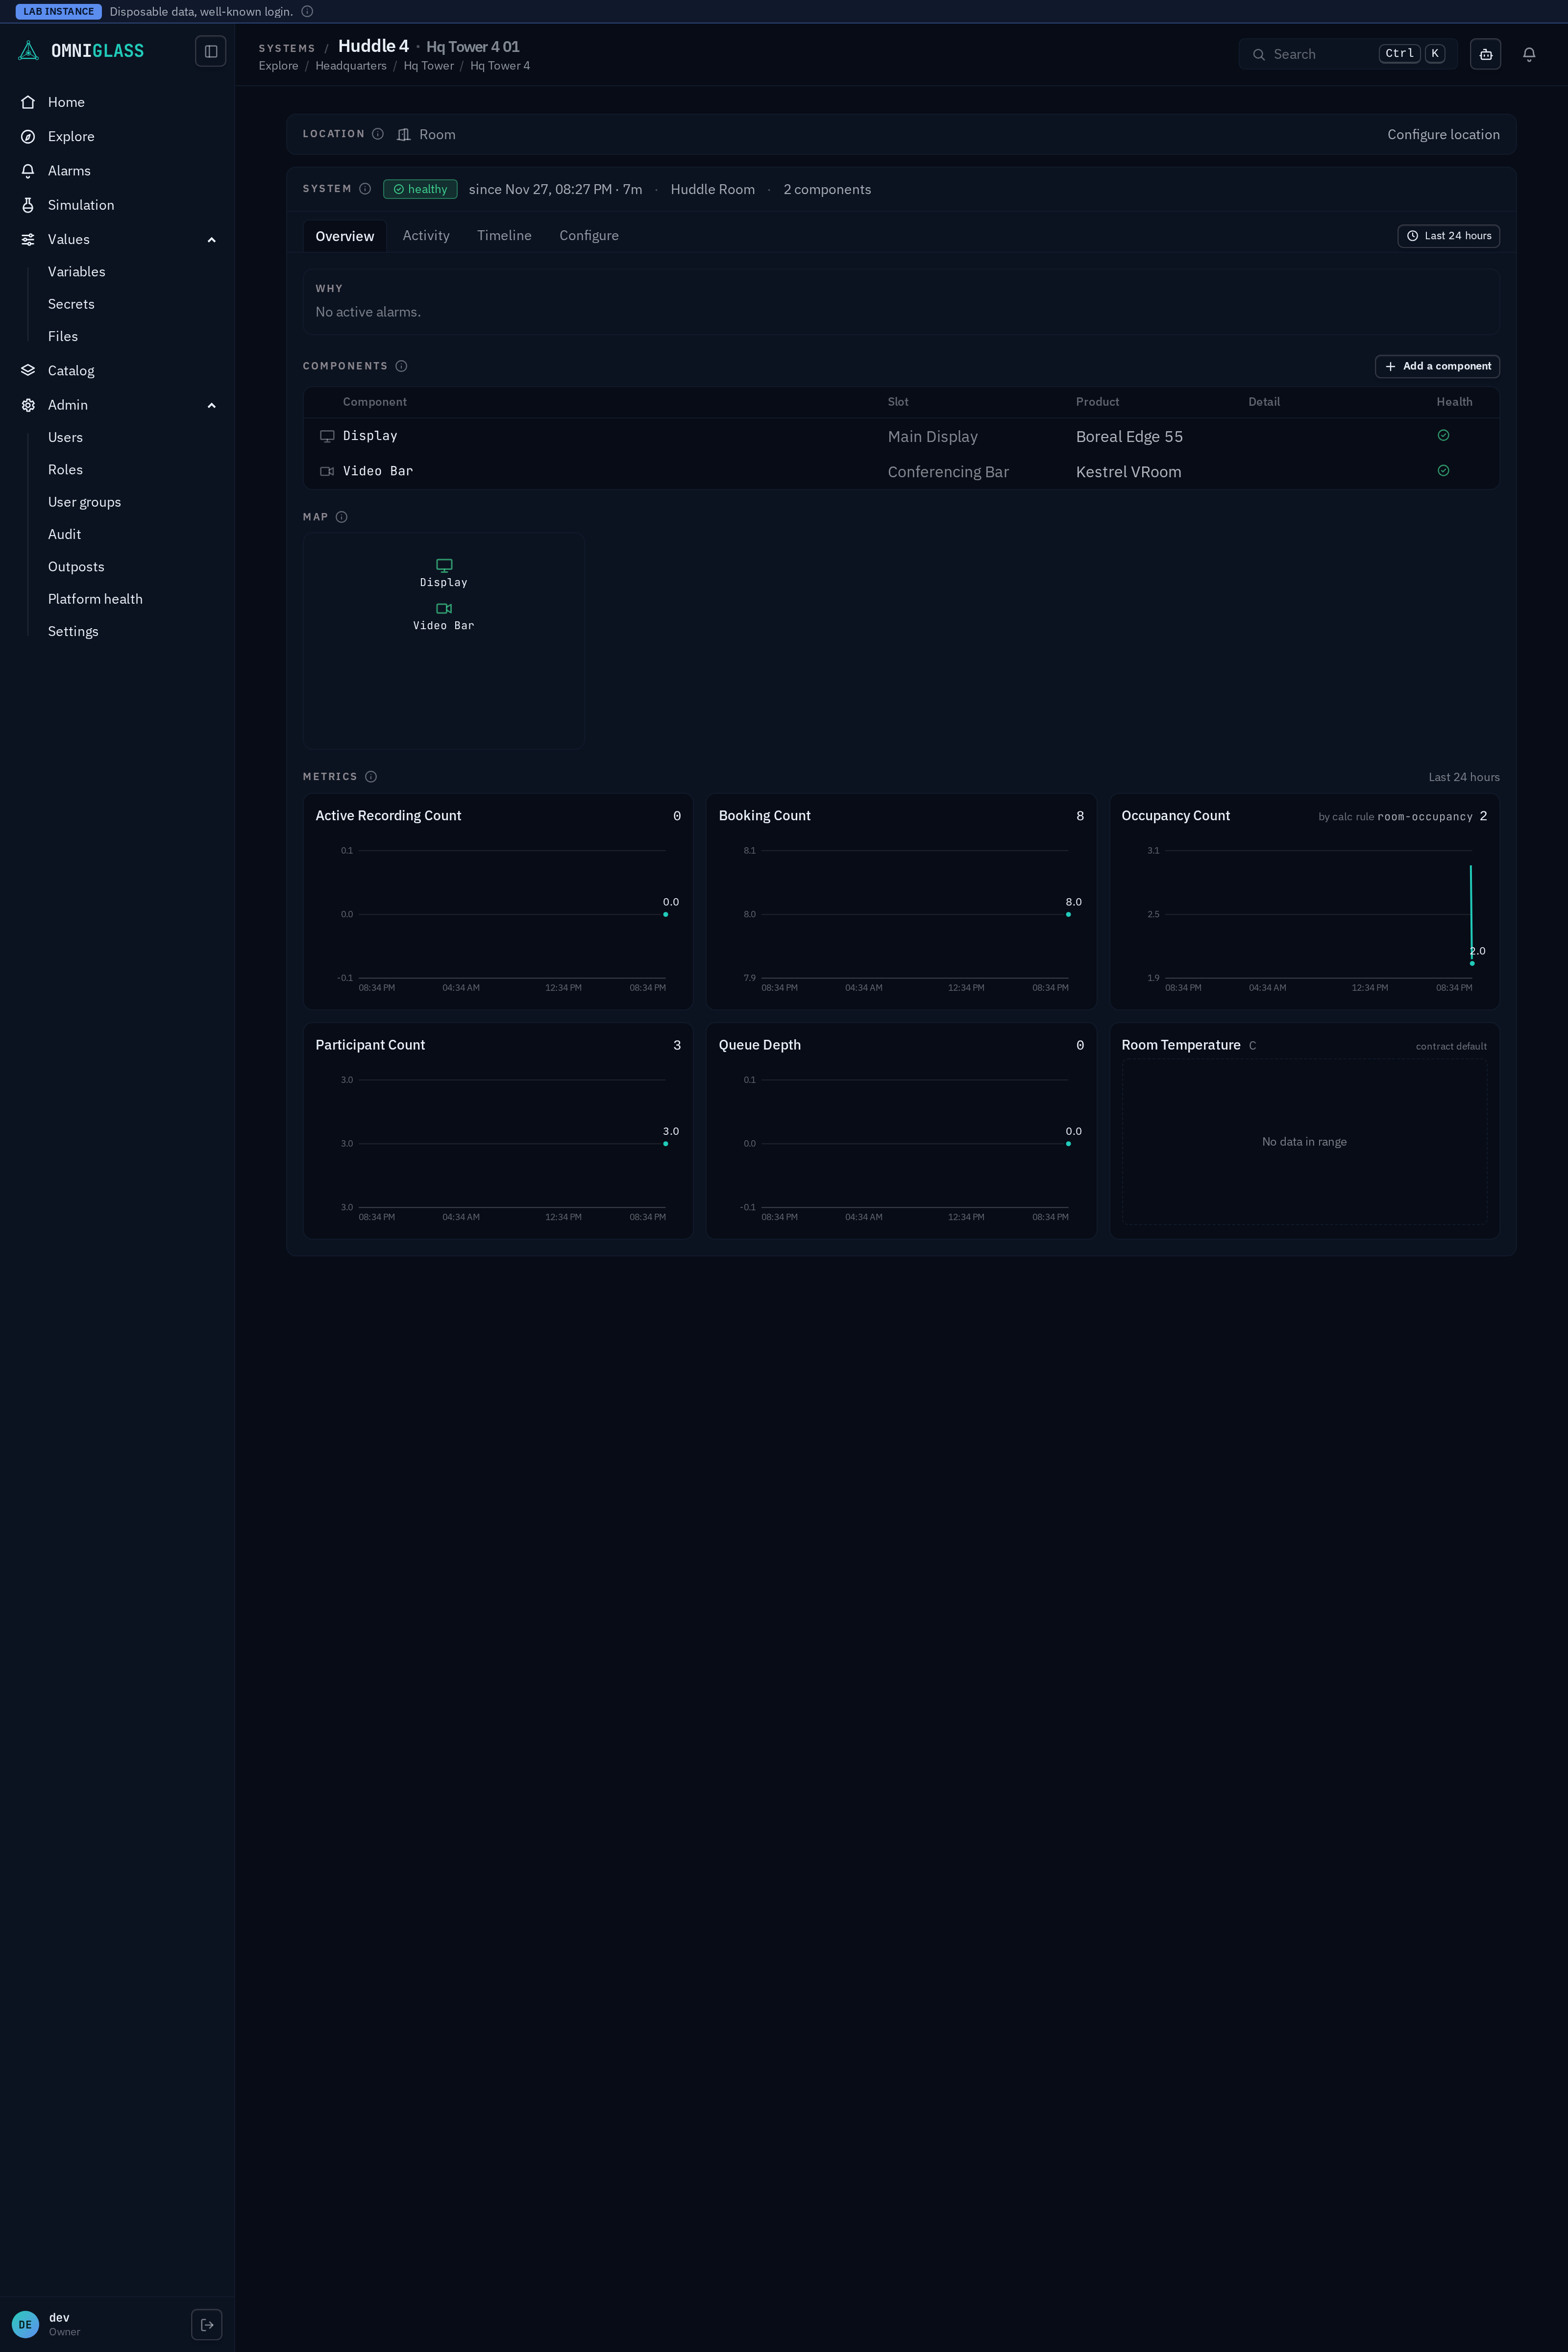 LAB INSTANCE Disposable data, well-known login.
OMNIGLASS
Home
Explore
Alarms
Simulation
Values
Variables
Secrets
Files
Catalog
Admin
Users
Roles
User groups
Audit
Outposts
Platform health
Settings
DE dev
Owner
SYSTEMS / Huddle 4 · Hq Tower 4 01
Explore / Headquarters / Hq Tower / Hq Tower 4
Search Ctrl K
LOCATION Room Configure location
SYSTEM healthy since Nov 27, 08:27 PM · 7m · Huddle Room · 2 components
Overview Activity Timeline Configure Last 24 hours
WHY
No active alarms.
COMPONENTS + Add a component
Component Slot Product Detail Health
Display Main Display Boreal Edge 55
Video Bar Conferencing Bar Kestrel VRoom
MAP
Display
Video Bar
METRICS Last 24 hours
Active Recording Count 0
0.1
0.0
0.0
-0.1
08:34 PM 04:34 AM 12:34 PM 08:34 PM
Booking Count 8
8.1
8.0
8.0
7.9
08:34 PM 04:34 AM 12:34 PM 08:34 PM
Occupancy Count by calc rule room-occupancy 2
3.1
2.5
2.0
1.9
08:34 PM 04:34 AM 12:34 PM 08:34 PM
Participant Count 3
3.0
3.0
3.0
3.0
08:34 PM 04:34 AM 12:34 PM 08:34 PM
Queue Depth 0
0.1
0.0
0.0
-0.1
08:34 PM 04:34 AM 12:34 PM 08:34 PM
Room Temperature C contract default
No data in range